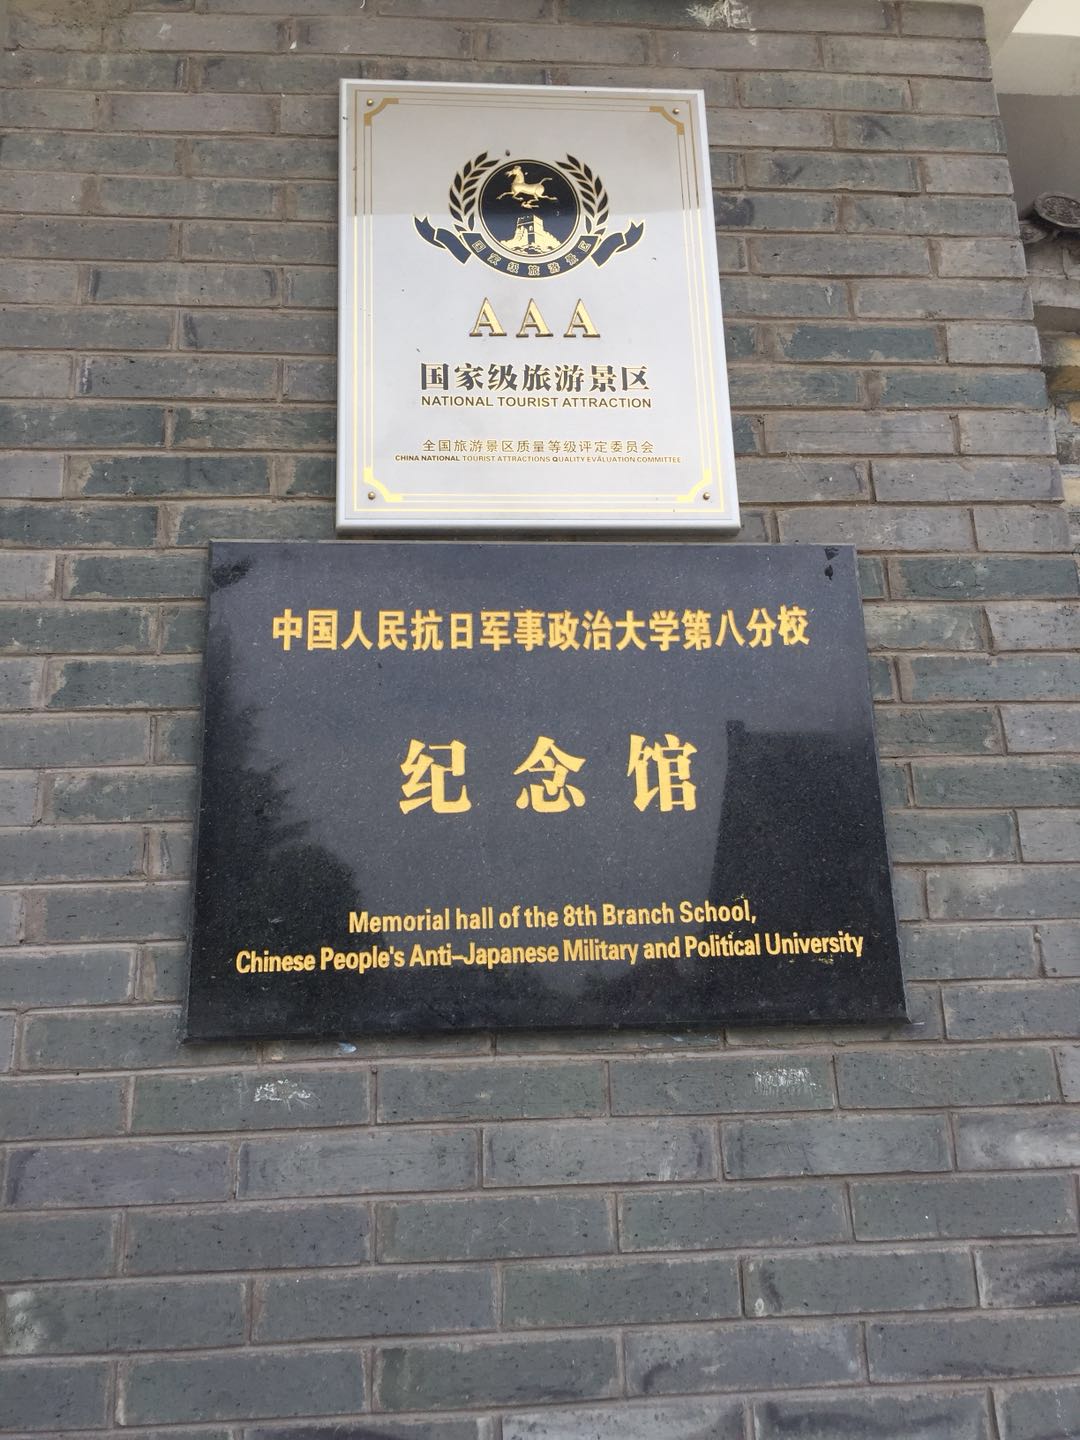 国家级旅游景区
AAA
国家级旅游景区
NATIONAL TOURIST ATTRACTION
全国旅游景区质量等级评定委员会
CHINA NATIONAL TOURIST ATTRACTIONS QUALITY EVALUATION COMMITTEE
中国人民抗日军事政治大学第八分校
纪念馆
Memorial hall of the 8th Branch School,
Chinese People's Anti–Japanese Military and Political University